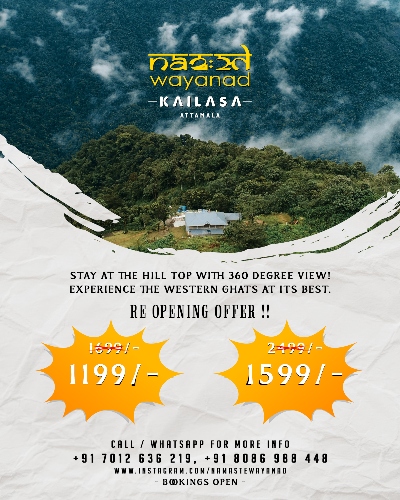 wayanad
KAILASA
ATTAMALA
STAY AT THE HILL TOP WITH 360 DEGREE VIEW!
EXPERIENCE THE WESTERN GHATS AT ITS BEST.
RE OPENING OFFER !!
1699/-
1199/-
2499/-
1599/-
CALL / WHATSAPP FOR MORE INFO
+91 7012 636 219, +91 8086 988 448
WWW.INSTAGRAM.COM/NAMASTEWAYANAD
- BOOKINGS OPEN -